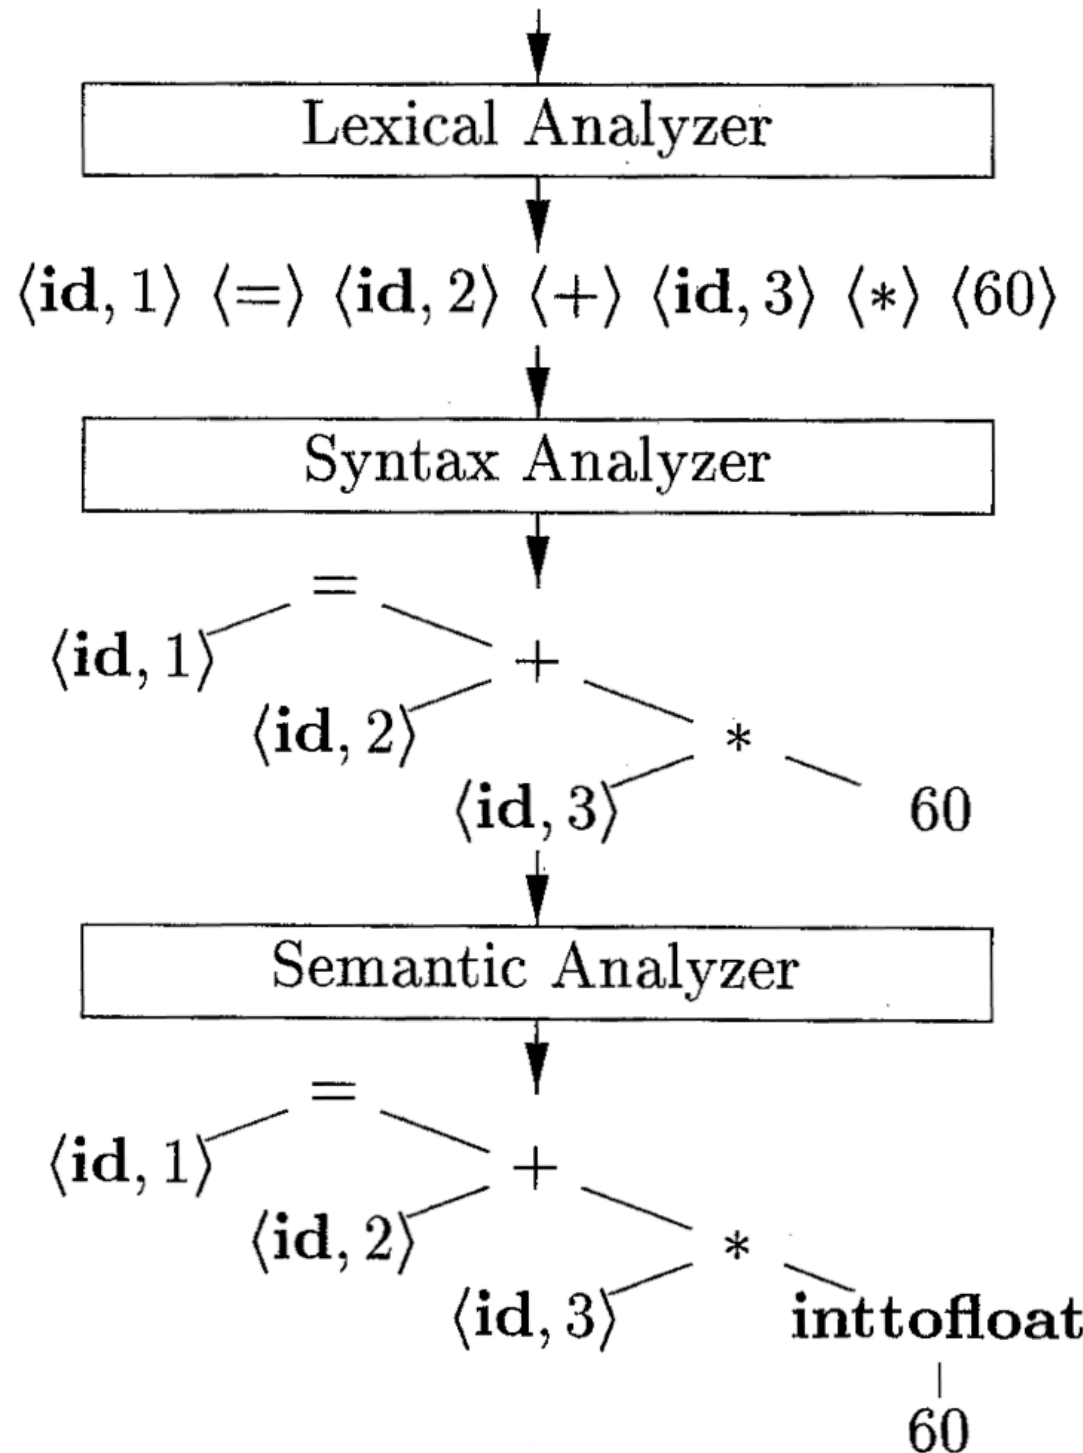 Lexical Analyzer
⟨id, 1⟩ ⟨=⟩ ⟨id, 2⟩ ⟨+⟩ ⟨id, 3⟩ ⟨*⟩ ⟨60⟩
Syntax Analyzer
=
⟨id, 1⟩
+
⟨id, 2⟩
*
⟨id, 3⟩
60
Semantic Analyzer
=
⟨id, 1⟩
+
⟨id, 2⟩
*
⟨id, 3⟩
inttofloat
60